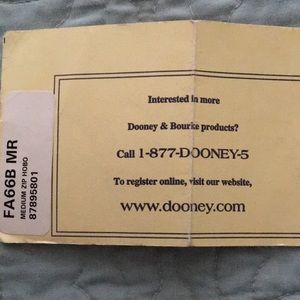 FA66B MR
MEDIUM ZIP HOBO
87895801
Interested in more
Dooney & Bourke products?
Call 1-877-DOONEY-5
To register online, visit our website,
www.dooney.com